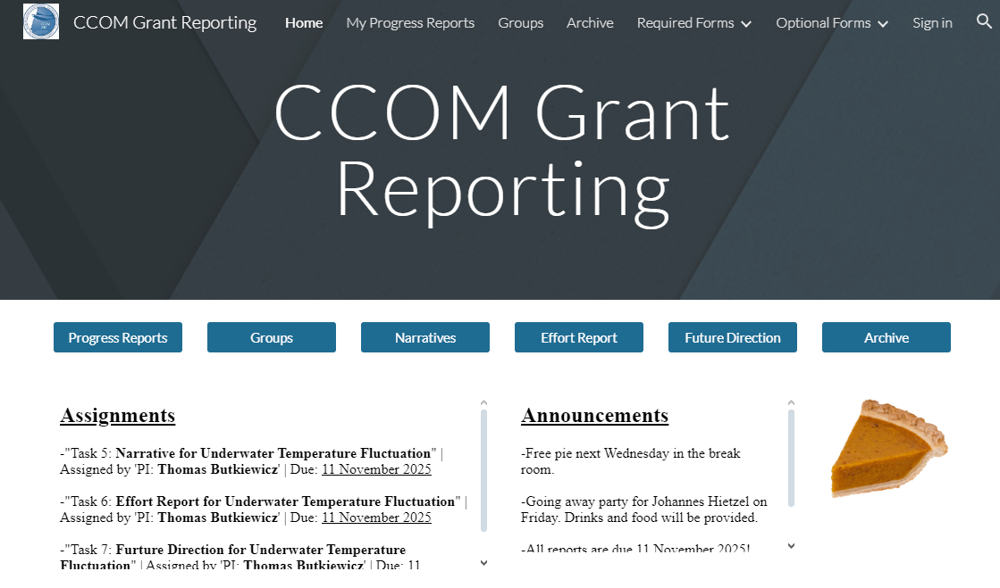 CCOM Grant Reporting
Home
My Progress Reports
Groups
Archive
Required Forms
Optional Forms
Sign in
CCOM Grant
Reporting
Progress Reports
Groups
Narratives
Effort Report
Future Direction
Archive
Assignments
-"Task 5: Narrative for Underwater Temperature Fluctuation" |
Assigned by 'PI: Thomas Butkiewicz' | Due: 11 November 2025
-"Task 6: Effort Report for Underwater Temperature Fluctuation" |
Assigned by 'PI: Thomas Butkiewicz' | Due: 11 November 2025
-"Task 7: Furture Direction for Underwater Temperature
Fluctuation" | Assigned by 'PI: Thomas Butkiewicz' | Due: 11
Announcements
-Free pie next Wednesday in the break
room.
-Going away party for Johannes Hietzel on
Friday. Drinks and food will be provided.
-All reports are due 11 November 2025!